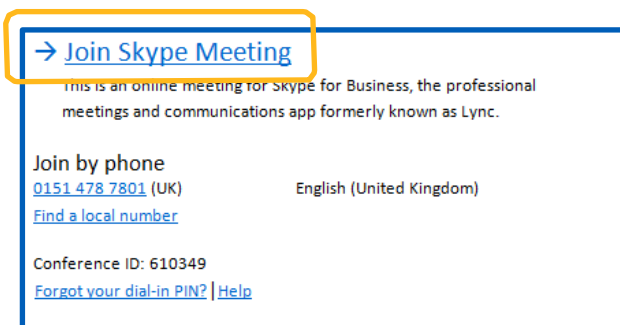 → Join Skype Meeting
This is an online meeting for Skype for Business, the professional
meetings and communications app formerly known as Lync.
Join by phone
0151 478 7801 (UK) English (United Kingdom)
Find a local number
Conference ID: 610349
Forgot your dial-in PIN? | Help